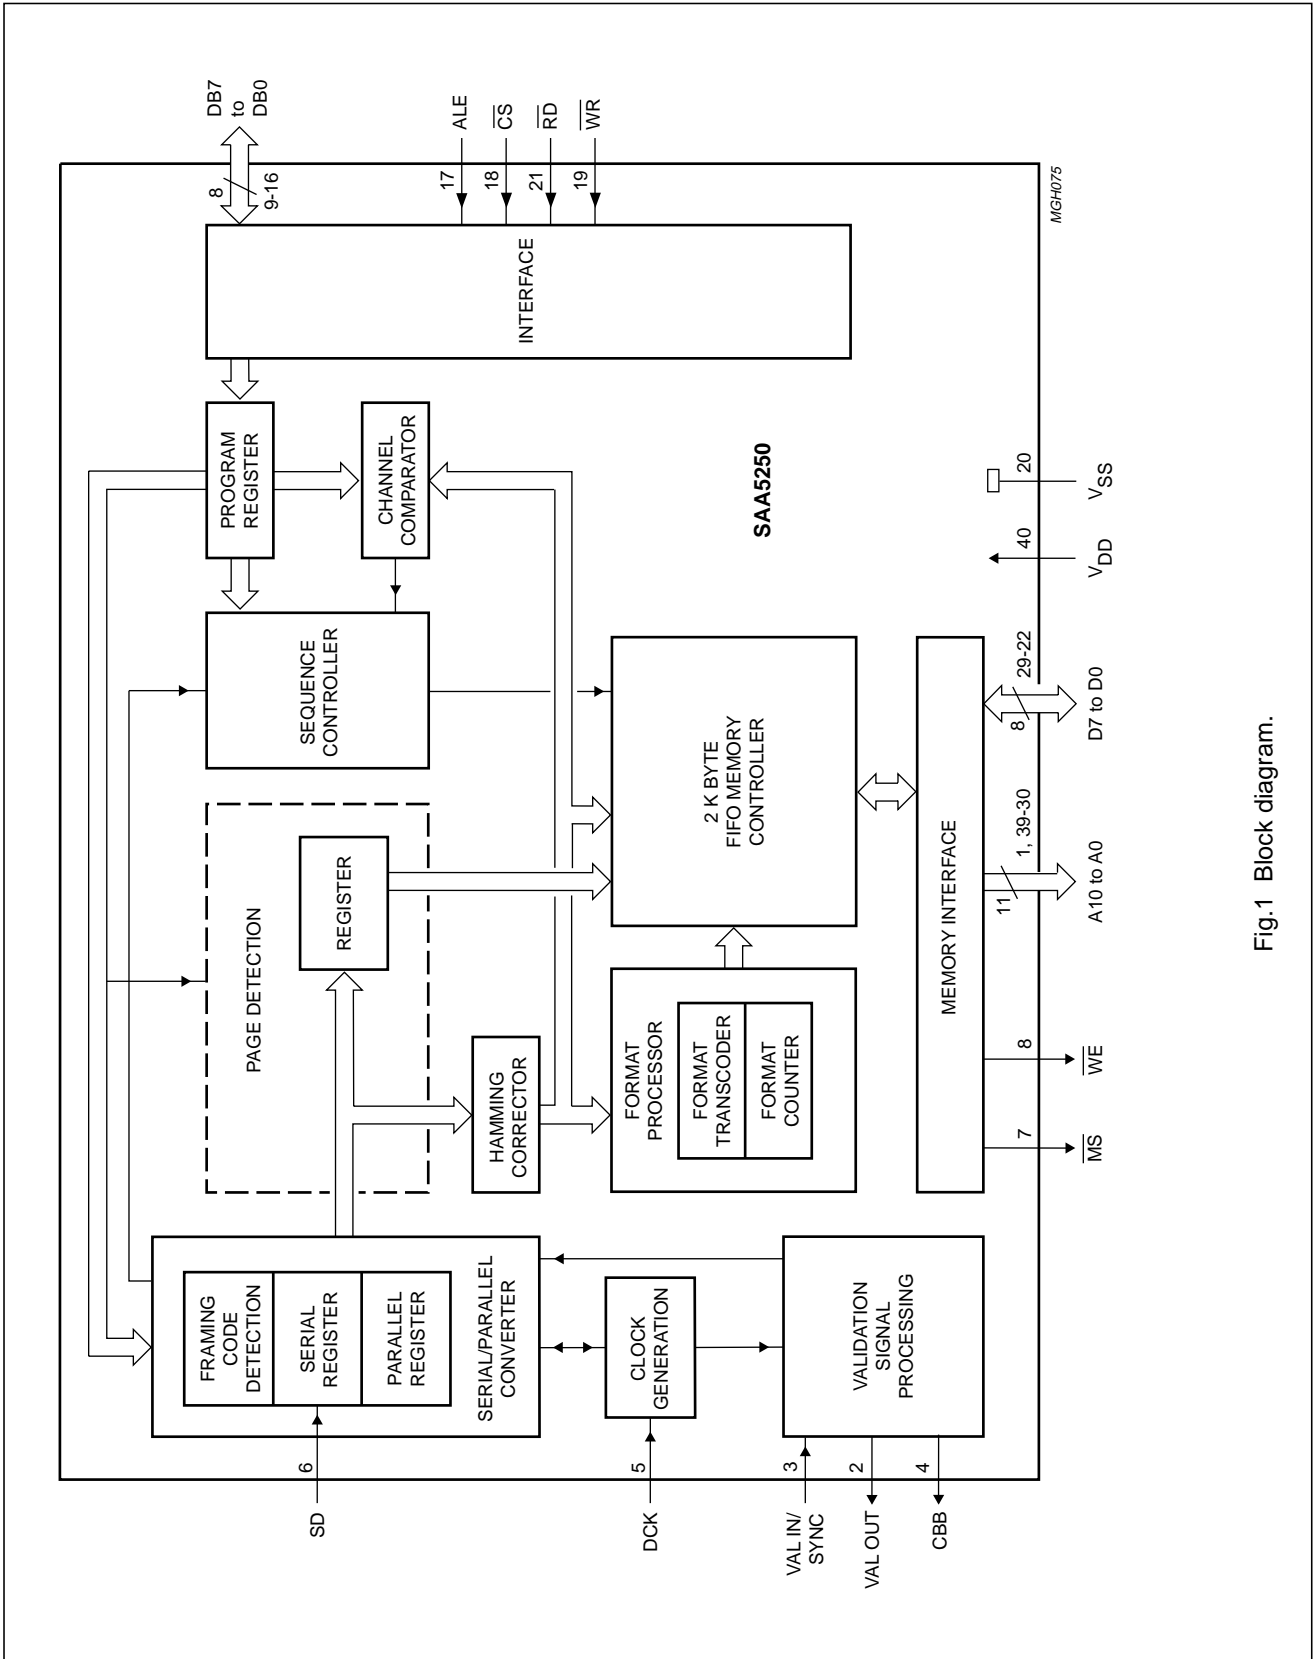 SD
6
DCK
5
VAL IN/
SYNC
3
VAL OUT
2
CBB
4
FRAMING
CODE
DETECTION
SERIAL
REGISTER
PARALLEL
REGISTER
SERIAL/PARALLEL
CONVERTER
CLOCK
GENERATION
VALIDATION
SIGNAL
PROCESSING
PAGE DETECTION
REGISTER
HAMMING
CORRECTOR
FORMAT
PROCESSOR
FORMAT
TRANSCODER
FORMAT
COUNTER
SEQUENCE
CONTROLLER
2 K BYTE
FIFO MEMORY
CONTROLLER
MEMORY INTERFACE
PROGRAM
REGISTER
CHANNEL
COMPARATOR
INTERFACE
SAA5250
8
9-16
DB7
to
DB0
17
ALE
18
CS
21
RD
19
WR
7
MS
8
WE
11
1, 39-30
A10 to A0
8
29-22
D7 to D0
40
VDD
20
VSS
MGH075
Fig.1 Block diagram.